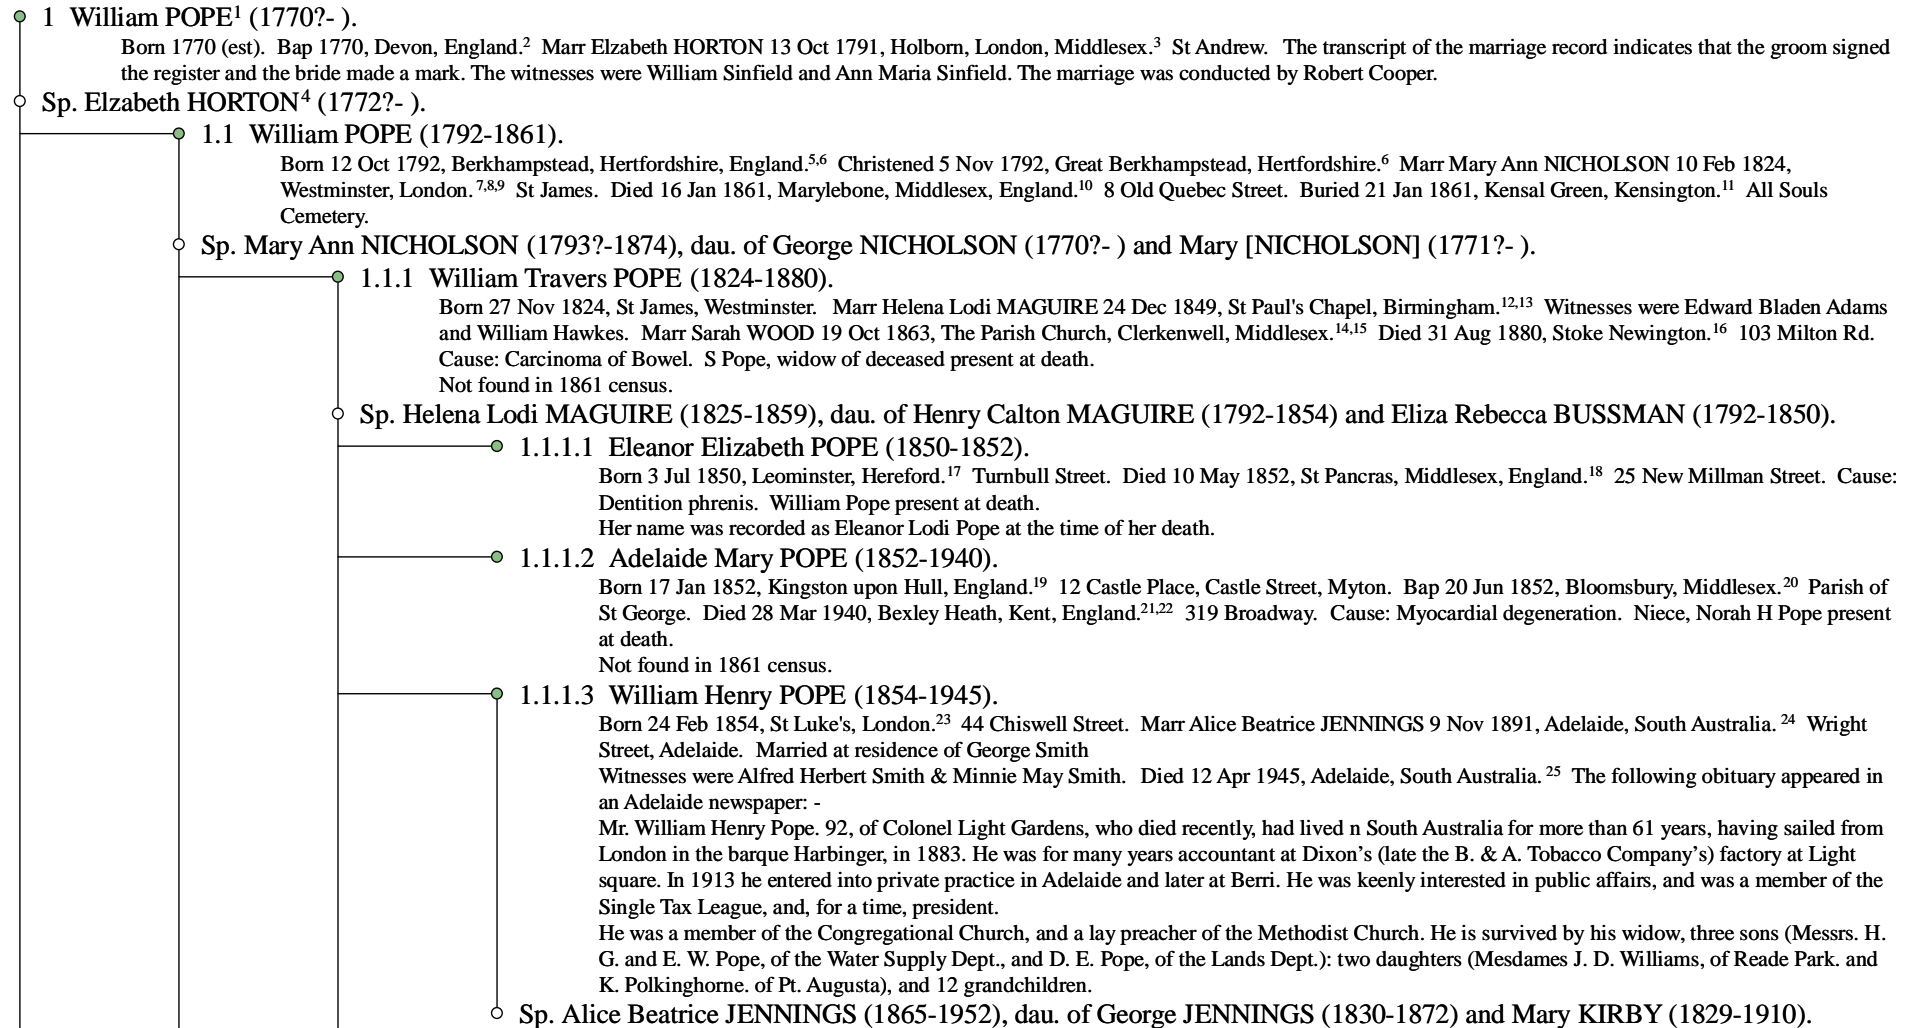 1 William POPE¹ (1770?- ).
Born 1770 (est). Bap 1770, Devon, England.² Marr Elzabeth HORTON 13 Oct 1791, Holborn, London, Middlesex.³ St Andrew. The transcript of the marriage record indicates that the groom signed
the register and the bride made a mark. The witnesses were William Sinfield and Ann Maria Sinfield. The marriage was conducted by Robert Cooper.
Sp. Elzabeth HORTON⁴ (1772?- ).
1.1 William POPE (1792-1861).
Born 12 Oct 1792, Berkhampstead, Hertfordshire, England.⁵,⁶ Christened 5 Nov 1792, Great Berkhampstead, Hertfordshire.⁶ Marr Mary Ann NICHOLSON 10 Feb 1824,
Westminster, London.⁷,⁸,⁹ St James. Died 16 Jan 1861, Marylebone, Middlesex, England.¹⁰ 8 Old Quebec Street. Buried 21 Jan 1861, Kensal Green, Kensington.¹¹ All Souls
Cemetery.
Sp. Mary Ann NICHOLSON (1793?-1874), dau. of George NICHOLSON (1770?- ) and Mary [NICHOLSON] (1771?- ).
1.1.1 William Travers POPE (1824-1880).
Born 27 Nov 1824, St James, Westminster. Marr Helena Lodi MAGUIRE 24 Dec 1849, St Paul's Chapel, Birmingham.¹²,¹³ Witnesses were Edward Bladen Adams
and William Hawkes. Marr Sarah WOOD 19 Oct 1863, The Parish Church, Clerkenwell, Middlesex.¹⁴,¹⁵ Died 31 Aug 1880, Stoke Newington.¹⁶ 103 Milton Rd.
Cause: Carcinoma of Bowel. S Pope, widow of deceased present at death.
Not found in 1861 census.
Sp. Helena Lodi MAGUIRE (1825-1859), dau. of Henry Calton MAGUIRE (1792-1854) and Eliza Rebecca BUSSMAN (1792-1850).
1.1.1.1 Eleanor Elizabeth POPE (1850-1852).
Born 3 Jul 1850, Leominster, Hereford.¹⁷ Turnbull Street. Died 10 May 1852, St Pancras, Middlesex, England.¹⁸ 25 New Millman Street. Cause:
Dentition phrenis. William Pope present at death.
Her name was recorded as Eleanor Lodi Pope at the time of her death.
1.1.1.2 Adelaide Mary POPE (1852-1940).
Born 17 Jan 1852, Kingston upon Hull, England.¹⁹ 12 Castle Place, Castle Street, Myton. Bap 20 Jun 1852, Bloomsbury, Middlesex.²⁰ Parish of
St George. Died 28 Mar 1940, Bexley Heath, Kent, England.²¹,²² 319 Broadway. Cause: Myocardial degeneration. Niece, Norah H Pope present
at death.
Not found in 1861 census.
1.1.1.3 William Henry POPE (1854-1945).
Born 24 Feb 1854, St Luke's, London.²³ 44 Chiswell Street. Marr Alice Beatrice JENNINGS 9 Nov 1891, Adelaide, South Australia.²⁴ Wright
Street, Adelaide. Married at residence of George Smith
Witnesses were Alfred Herbert Smith & Minnie May Smith. Died 12 Apr 1945, Adelaide, South Australia.²⁵ The following obituary appeared in
an Adelaide newspaper: -
Mr. William Henry Pope. 92, of Colonel Light Gardens, who died recently, had lived n South Australia for more than 61 years, having sailed from
London in the barque Harbinger, in 1883. He was for many years accountant at Dixon’s (late the B. & A. Tobacco Company’s) factory at Light
square. In 1913 he entered into private practice in Adelaide and later at Berri. He was keenly interested in public affairs, and was a member of the
Single Tax League, and, for a time, president.
He was a member of the Congregational Church, and a lay preacher of the Methodist Church. He is survived by his widow, three sons (Messrs. H.
G. and E. W. Pope, of the Water Supply Dept., and D. E. Pope, of the Lands Dept.): two daughters (Mesdames J. D. Williams, of Reade Park. and
K. Polkinghorne. of Pt. Augusta), and 12 grandchildren.
Sp. Alice Beatrice JENNINGS (1865-1952), dau. of George JENNINGS (1830-1872) and Mary KIRBY (1829-1910).